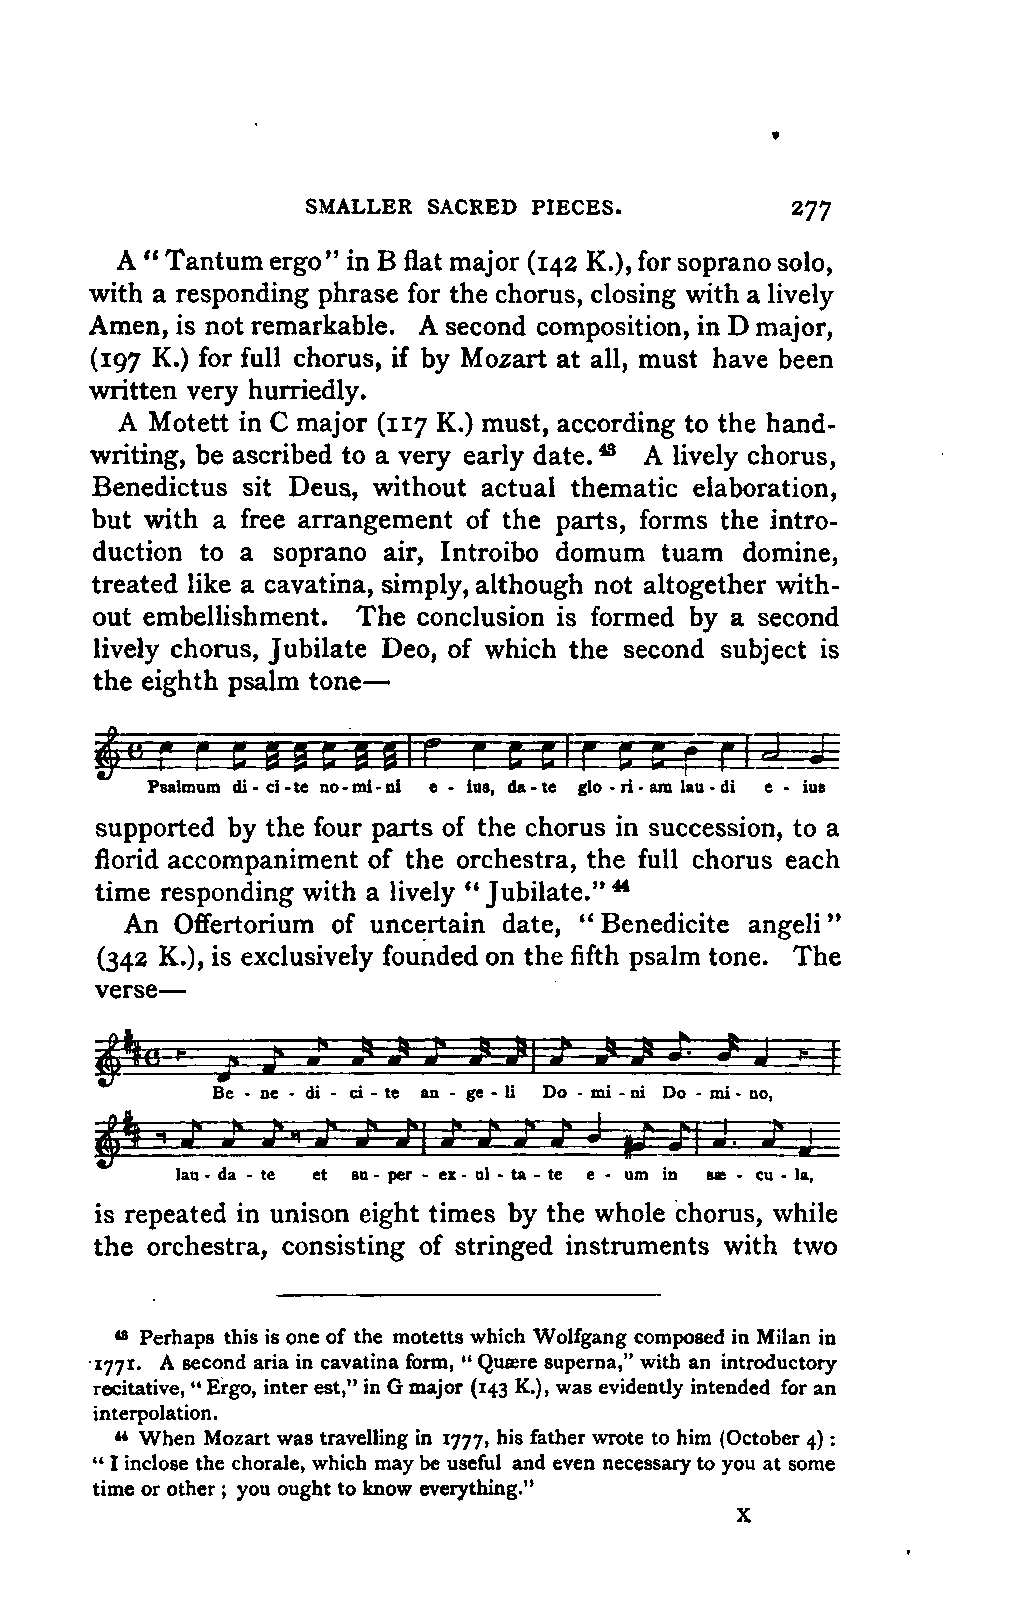 SMALLER SACRED PIECES. 277
A “Tantum ergo” in B flat major (142 K.), for soprano solo,
with a responding phrase for the chorus, closing with a lively
Amen, is not remarkable. A second composition, in D major,
(197 K.) for full chorus, if by Mozart at all, must have been
written very hurriedly.
A Motett in C major (117 K.) must, according to the hand-
writing, be ascribed to a very early date.⁴³ A lively chorus,
Benedictus sit Deus, without actual thematic elaboration,
but with a free arrangement of the parts, forms the intro-
duction to a soprano air, Introibo domum tuam domine,
treated like a cavatina, simply, although not altogether with-
out embellishment. The conclusion is formed by a second
lively chorus, Jubilate Deo, of which the second subject is
the eighth psalm tone—
Psalmum di - ci - te no - mi - ni e - ius, da - te glo - ri - am lau - di e - ius
supported by the four parts of the chorus in succession, to a
florid accompaniment of the orchestra, the full chorus each
time responding with a lively “Jubilate.”⁴⁴
An Offertorium of uncertain date, “Benedicite angeli”
(342 K.), is exclusively founded on the fifth psalm tone. The
verse—
Be - ne - di - ci - te an - ge - li Do - mi - ni Do - mi - no,
lau - da - te et su - per - ex - ul - ta - te e - um in sæ - cu - la,
is repeated in unison eight times by the whole chorus, while
the orchestra, consisting of stringed instruments with two
⁴³ Perhaps this is one of the motetts which Wolfgang composed in Milan in
1771. A second aria in cavatina form, “Quære superna,” with an introductory
recitative, “Ergo, inter est,” in G major (143 K.), was evidently intended for an
interpolation.
⁴⁴ When Mozart was travelling in 1777, his father wrote to him (October 4):
“I inclose the chorale, which may be useful and even necessary to you at some
time or other; you ought to know everything.”
X